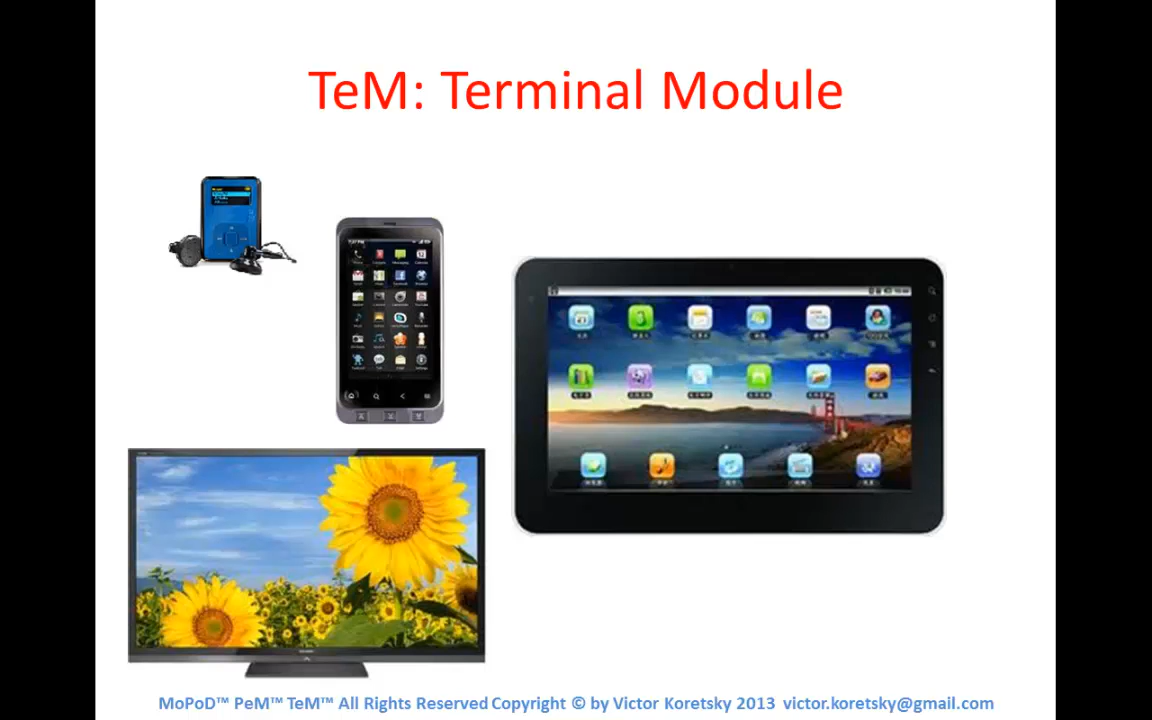 TeM: Terminal Module
MoPoD™ PeM™ TeM™ All Rights Reserved Copyright © by Victor Koretsky 2013 victor.koretsky@gmail.com